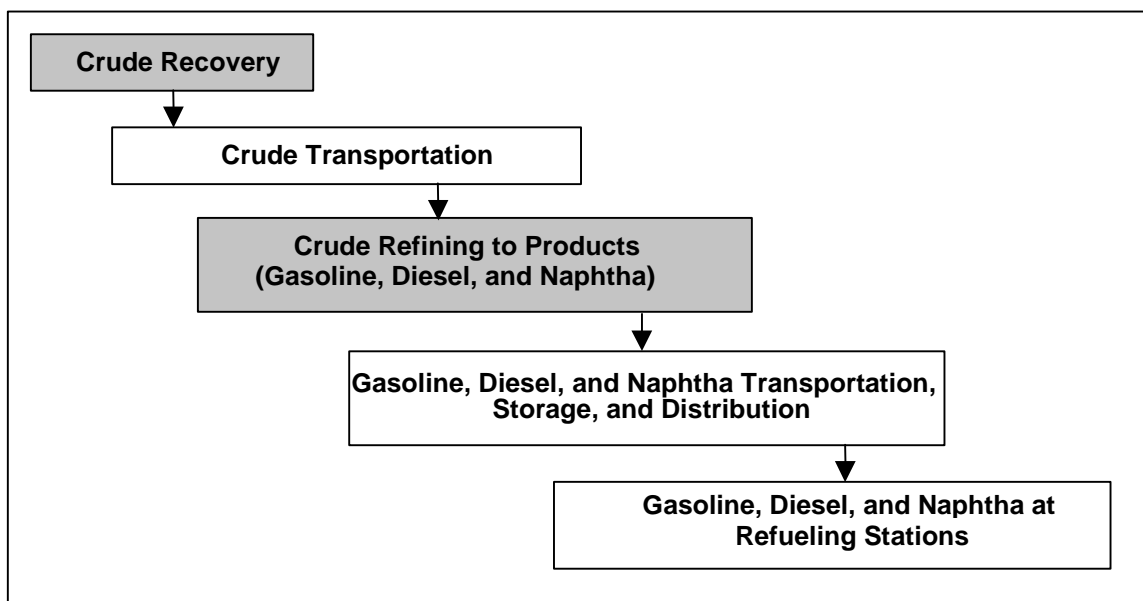 Crude Recovery
Crude Transportation
Crude Refining to Products
(Gasoline, Diesel, and Naphtha)
Gasoline, Diesel, and Naphtha Transportation,
Storage, and Distribution
Gasoline, Diesel, and Naphtha at
Refueling Stations